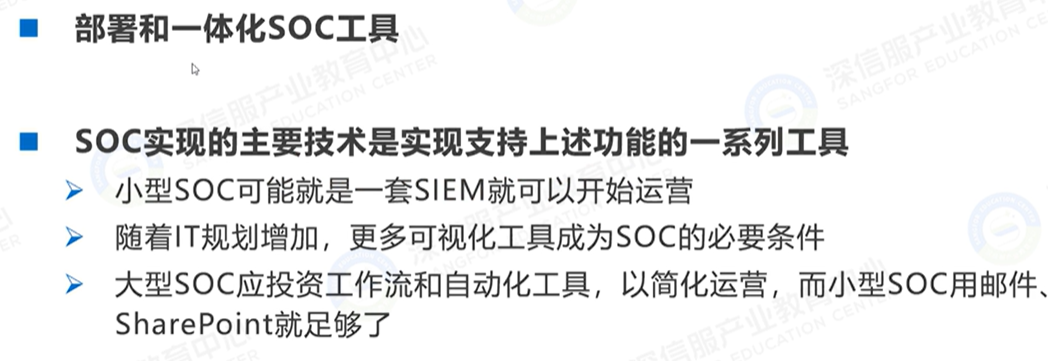 部署和一体化SOC工具
SOC实现的主要技术是实现支持上述功能的一系列工具
小型SOC可能就是一套SIEM就可以开始运营
随着IT规划增加，更多可视化工具成为SOC的必要条件
大型SOC应投资工作流和自动化工具，以简化运营，而小型SOC用邮件、
SharePoint就足够了
深信服产业教育中心
SANGFOR EDUCATION CENTER